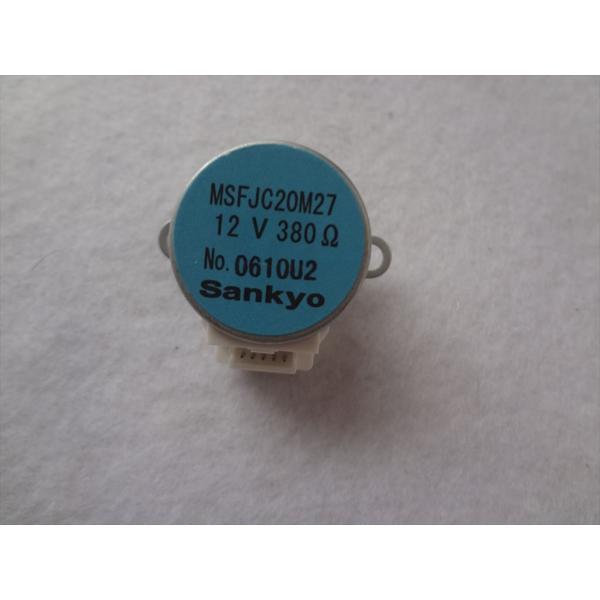 MSFJC20M27
12 V 380 Ω
No. 0610U2
Sankyo